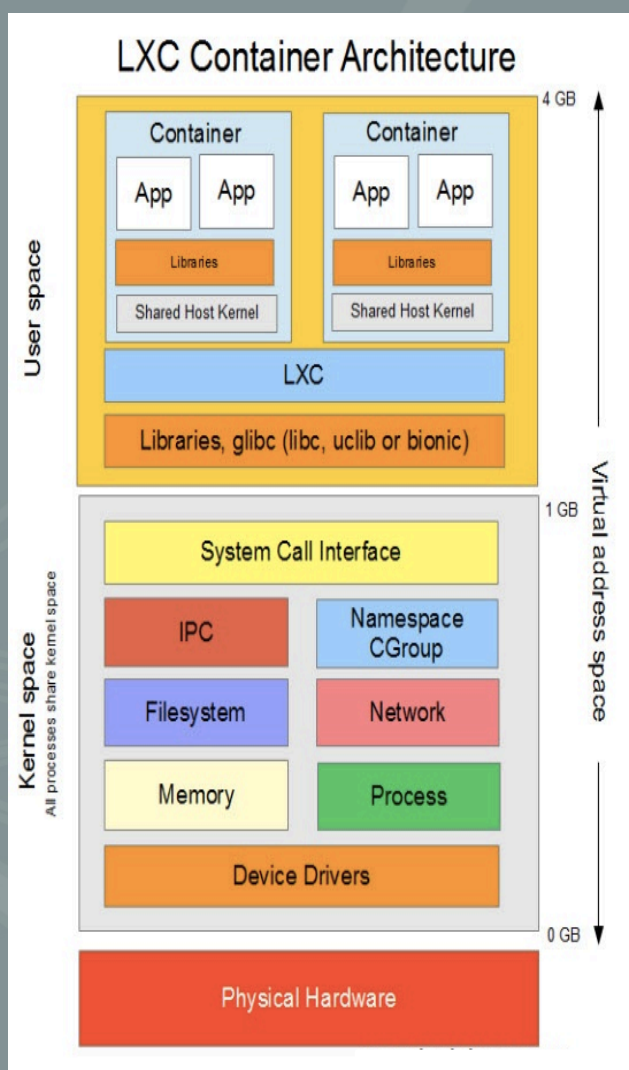 LXC Container Architecture
4 GB
Container
Container
App
App
App
App
Libraries
Libraries
Shared Host Kernel
Shared Host Kernel
LXC
Libraries, glibc (libc, uclib or bionic)
User space
1 GB
System Call Interface
IPC
Namespace
CGroup
Filesystem
Network
Memory
Process
Device Drivers
Kernel space
All processes share kernel space
Virtual address space
0 GB
Physical Hardware